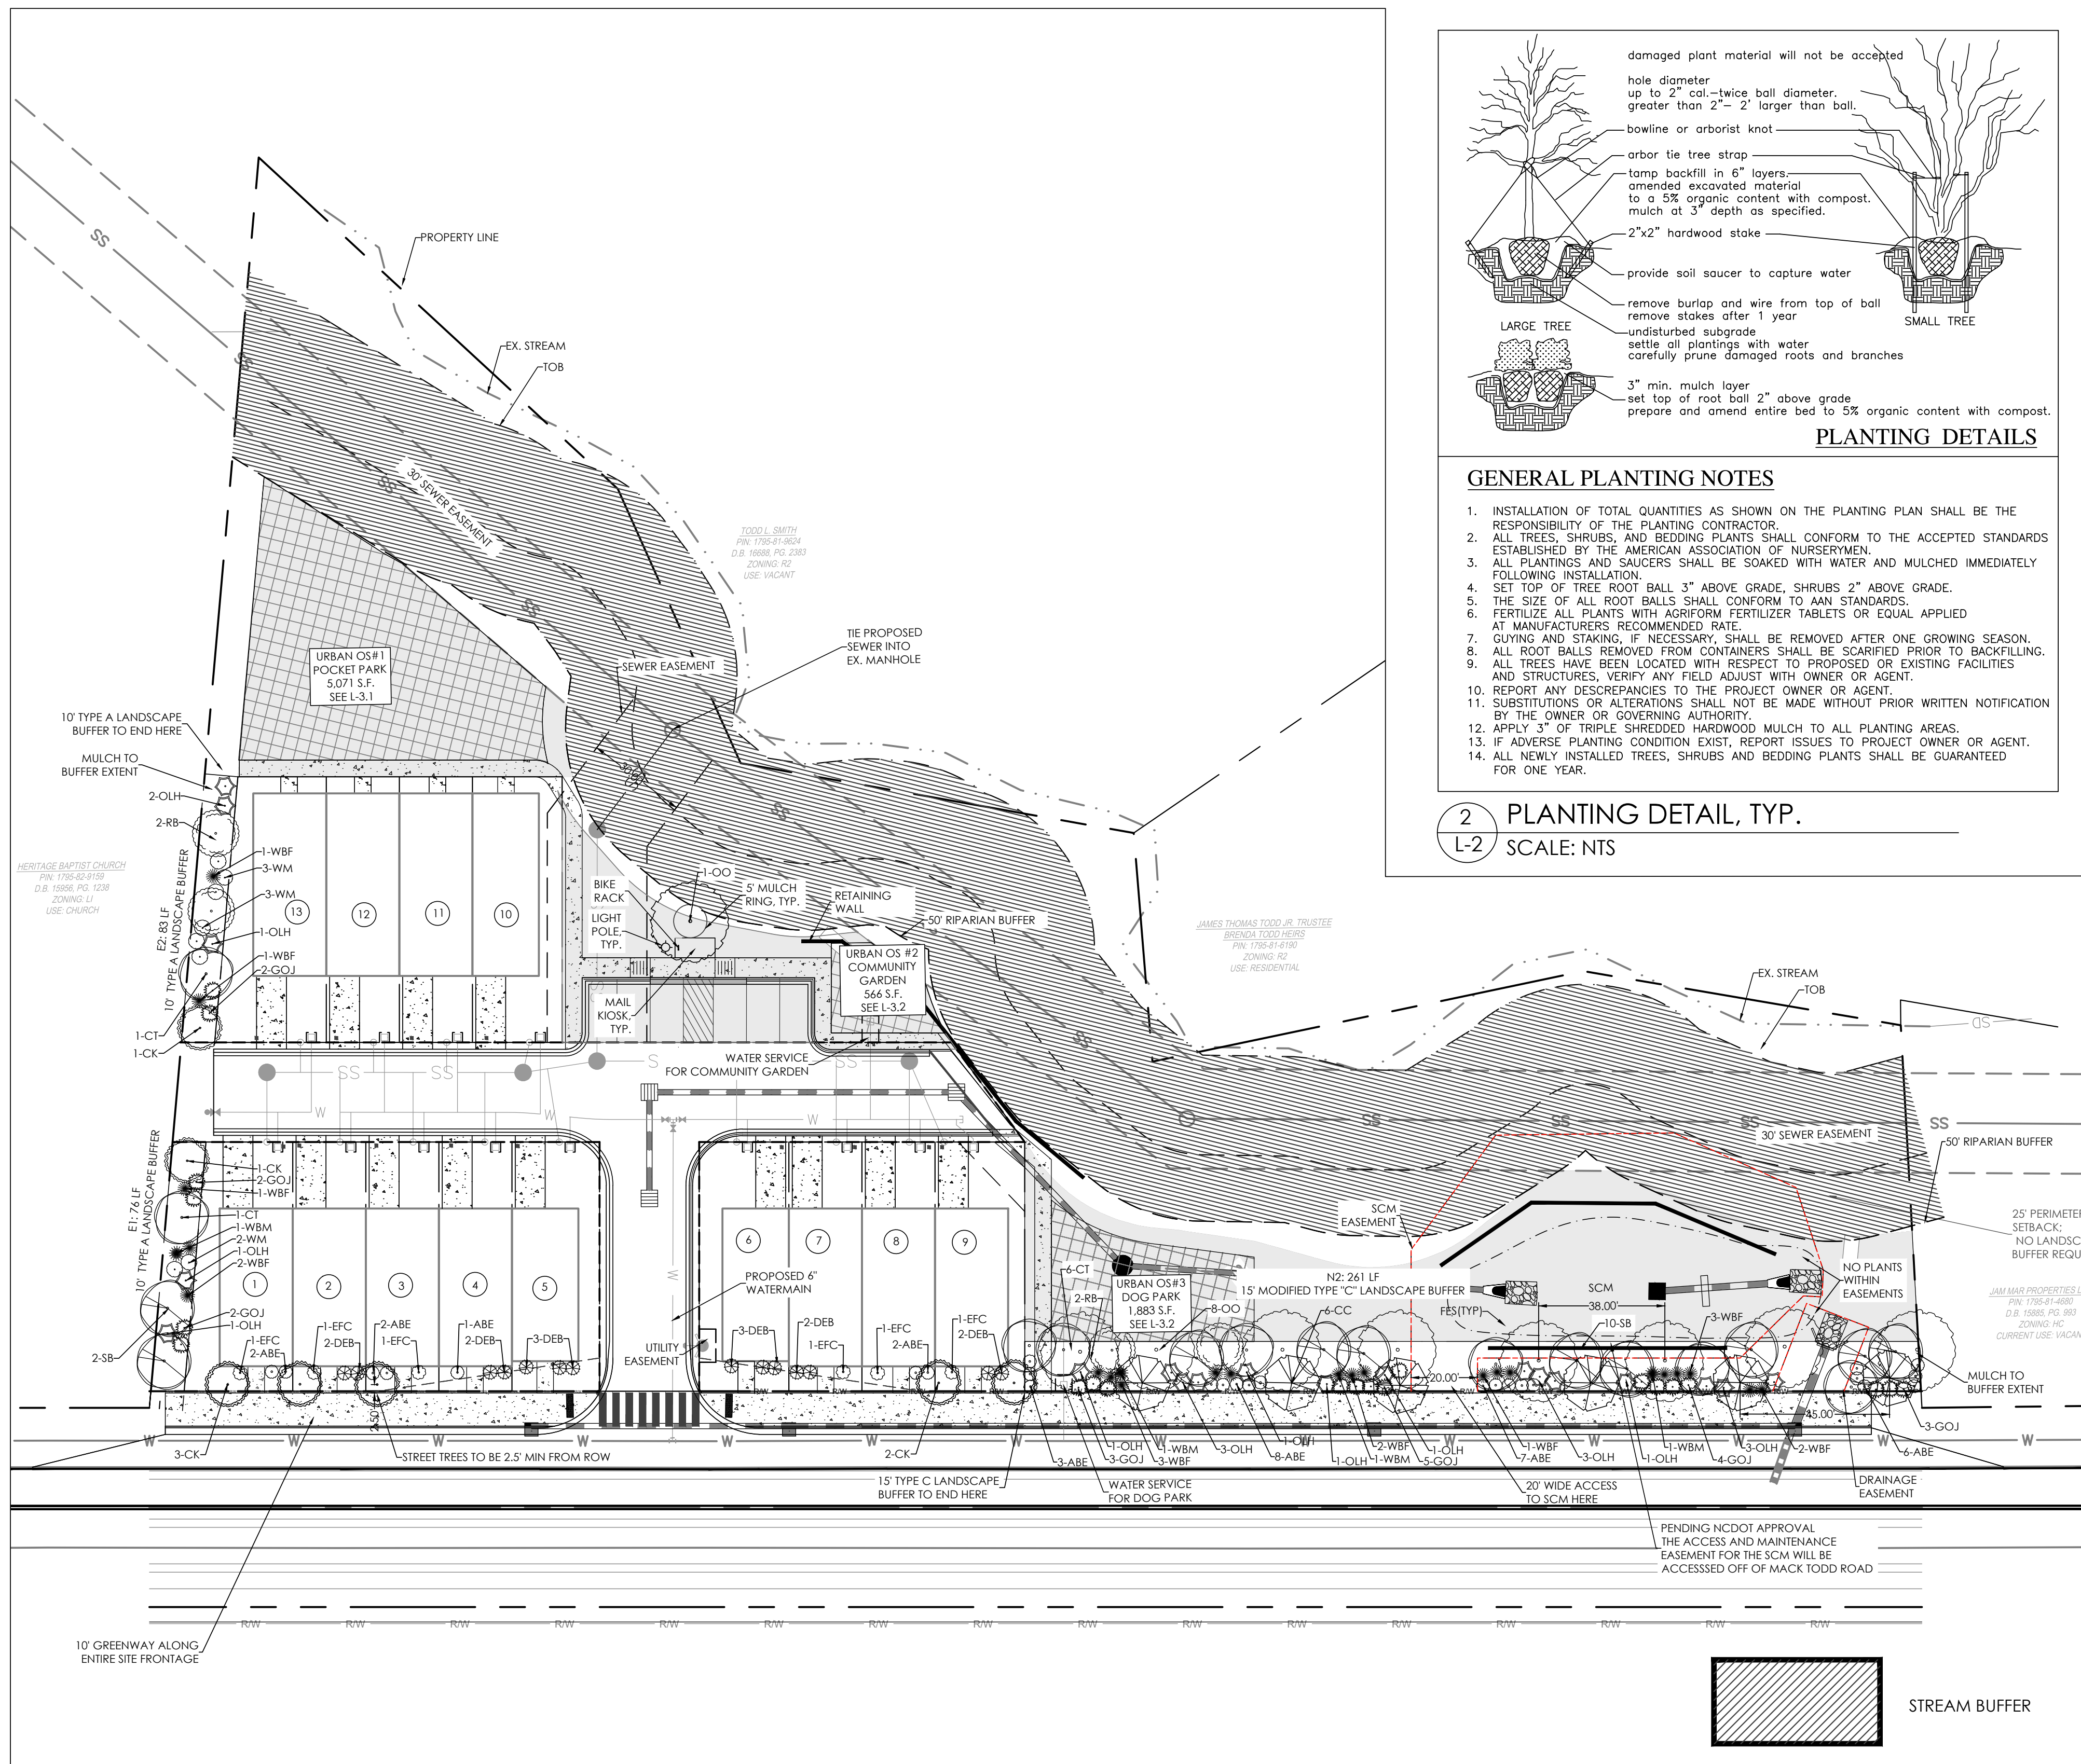 damaged plant material will not be accepted
hole diameter
up to 2" cal.-twice ball diameter.
greater than 2"- 2' larger than ball.
bowline or arborist knot
arbor tie tree strap
tamp backfill in 6" layers.
amended excavated material
to a 5% organic content with compost.
mulch at 3" depth as specified.
2"x2" hardwood stake
provide soil saucer to capture water
remove burlap and wire from top of ball
remove stakes after 1 year
LARGE TREE
SMALL TREE
undisturbed subgrade
settle all plantings with water
carefully prune damaged roots and branches
3" min. mulch layer
set top of root ball 2" above grade
prepare and amend entire bed to 5% organic content with compost.
PLANTING DETAILS
GENERAL PLANTING NOTES
1. INSTALLATION OF TOTAL QUANTITIES AS SHOWN ON THE PLANTING PLAN SHALL BE THE
RESPONSIBILITY OF THE PLANTING CONTRACTOR.
2. ALL TREES, SHRUBS, AND BEDDING PLANTS SHALL CONFORM TO THE ACCEPTED STANDARDS
ESTABLISHED BY THE AMERICAN ASSOCIATION OF NURSERYMEN.
3. ALL PLANTINGS AND SAUCERS SHALL BE SOAKED WITH WATER AND MULCHED IMMEDIATELY
FOLLOWING INSTALLATION.
4. SET TOP OF TREE ROOT BALL 3" ABOVE GRADE, SHRUBS 2" ABOVE GRADE.
5. THE SIZE OF ALL ROOT BALLS SHALL CONFORM TO AAN STANDARDS.
6. FERTILIZE ALL PLANTS WITH AGRIFORM FERTILIZER TABLETS OR EQUAL APPLIED
AT MANUFACTURERS RECOMMENDED RATE.
7. GUYING AND STAKING, IF NECESSARY, SHALL BE REMOVED AFTER ONE GROWING SEASON.
8. ALL ROOT BALLS REMOVED FROM CONTAINERS SHALL BE SCARIFIED PRIOR TO BACKFILLING.
9. ALL TREES HAVE BEEN LOCATED WITH RESPECT TO PROPOSED OR EXISTING FACILITIES
AND STRUCTURES, VERIFY ANY FIELD ADJUST WITH OWNER OR AGENT.
10. REPORT ANY DESCREPANCIES TO THE PROJECT OWNER OR AGENT.
11. SUBSTITUTIONS OR ALTERATIONS SHALL NOT BE MADE WITHOUT PRIOR WRITTEN NOTIFICATION
BY THE OWNER OR GOVERNING AUTHORITY.
12. APPLY 3" OF TRIPLE SHREDDED HARDWOOD MULCH TO ALL PLANTING AREAS.
13. IF ADVERSE PLANTING CONDITION EXIST, REPORT ISSUES TO PROJECT OWNER OR AGENT.
14. ALL NEWLY INSTALLED TREES, SHRUBS AND BEDDING PLANTS SHALL BE GUARANTEED
FOR ONE YEAR.
2
L-2
PLANTING DETAIL, TYP.
SCALE: NTS
PROPERTY LINE
SS
EX. STREAM
TOB
SS
30' SEWER EASEMENT
SS
TODD L. SMITH
PIN: 1795-81-9624
D.B. 16688, PG. 2383
ZONING: R2
USE: VACANT
SS
TIE PROPOSED
SEWER INTO
EX. MANHOLE
SEWER EASEMENT
URBAN OS#1
POCKET PARK
5,071 S.F.
SEE L-3.1
10' TYPE A LANDSCAPE
BUFFER TO END HERE
MULCH TO
BUFFER EXTENT
2-OLH
2-RB
SS
HERITAGE BAPTIST CHURCH
PIN: 1795-82-9159
D.B. 15956, PG. 1238
ZONING: LI
USE: CHURCH
E2: 83 LF
10' TYPE A LANDSCAPE BUFFER
1-WBF
3-WM
3-WM
1-OLH
1-WBF
2-GOJ
1-CT
1-CK
13
12
11
10
BIKE
RACK
LIGHT
POLE,
TYP.
1-OO
5' MULCH
RING, TYP.
RETAINING
WALL
50' RIPARIAN BUFFER
URBAN OS #2
COMMUNITY
GARDEN
566 S.F.
SEE L-3.2
MAIL
KIOSK,
TYP.
WATER SERVICE
FOR COMMUNITY GARDEN
JAMES THOMAS TODD JR. TRUSTEE
BRENDA TODD HEIRS
PIN: 1795-81-6190
ZONING: R2
USE: RESIDENTIAL
EX. STREAM
TOB
SD
SS
SS
S
SS
SS
W
W
W
SS
SS
SS
SS
30' SEWER EASEMENT
50' RIPARIAN BUFFER
E1: 76 LF
10' TYPE A LANDSCAPE BUFFER
1-CK
2-GOJ
1-WBF
1-CT
1-WBM
2-WM
1-OLH
2-WBF
2-GOJ
1-OLH
2-SB
1
2
3
4
5
6
7
8
9
PROPOSED 6"
WATERMAIN
W
UTILITY
EASEMENT
1-EFC
2-ABE
1-EFC
2-DEB
2-ABE
1-EFC
1-ABE
2-DEB
3-DEB
3-DEB
2-DEB
1-EFC
1-EFC
2-ABE
1-EFC
2-DEB
6-CT
2-RB
URBAN OS#3
DOG PARK
1,883 S.F.
SEE L-3.2
SCM
EASEMENT
N2: 261 LF
15' MODIFIED TYPE "C" LANDSCAPE BUFFER
8-OO
6-CC
FES(TYP)
SCM
38.00'
10-SB
3-WBF
20.00'
45.00'
NO PLANTS
WITHIN
EASEMENTS
25' PERIMETE
SETBACK;
NO LANDSC
BUFFER REQU
JAM MAR PROPERTIES L
PIN: 1795-81-4680
D.B. 15885, PG. 993
ZONING: HC
CURRENT USE: VACAN
MULCH TO
BUFFER EXTENT
2.50'
3-CK
STREET TREES TO BE 2.5' MIN FROM ROW
2-CK
3-ABE
1-OLH
3-GOJ
1-WBM
3-WBF
3-OLH
1-OLH
8-ABE
1-OLH
2-WBF
1-WBM
1-OLH
5-GOJ
1-WBF
7-ABE
3-OLH
1-OLH
1-WBM
4-GOJ
3-OLH
2-WBF
3-GOJ
6-ABE
W W W W W W W W W W W W W W
15' TYPE C LANDSCAPE
BUFFER TO END HERE
WATER SERVICE
FOR DOG PARK
20' WIDE ACCESS
TO SCM HERE
DRAINAGE
EASEMENT
PENDING NCDOT APPROVAL
THE ACCESS AND MAINTENANCE
EASEMENT FOR THE SCM WILL BE
ACCESSSED OFF OF MACK TODD ROAD
R/W R/W R/W R/W R/W R/W R/W R/W R/W R/W R/W R/W R/W R/W R/W R/W
10' GREENWAY ALONG
ENTIRE SITE FRONTAGE
STREAM BUFFER